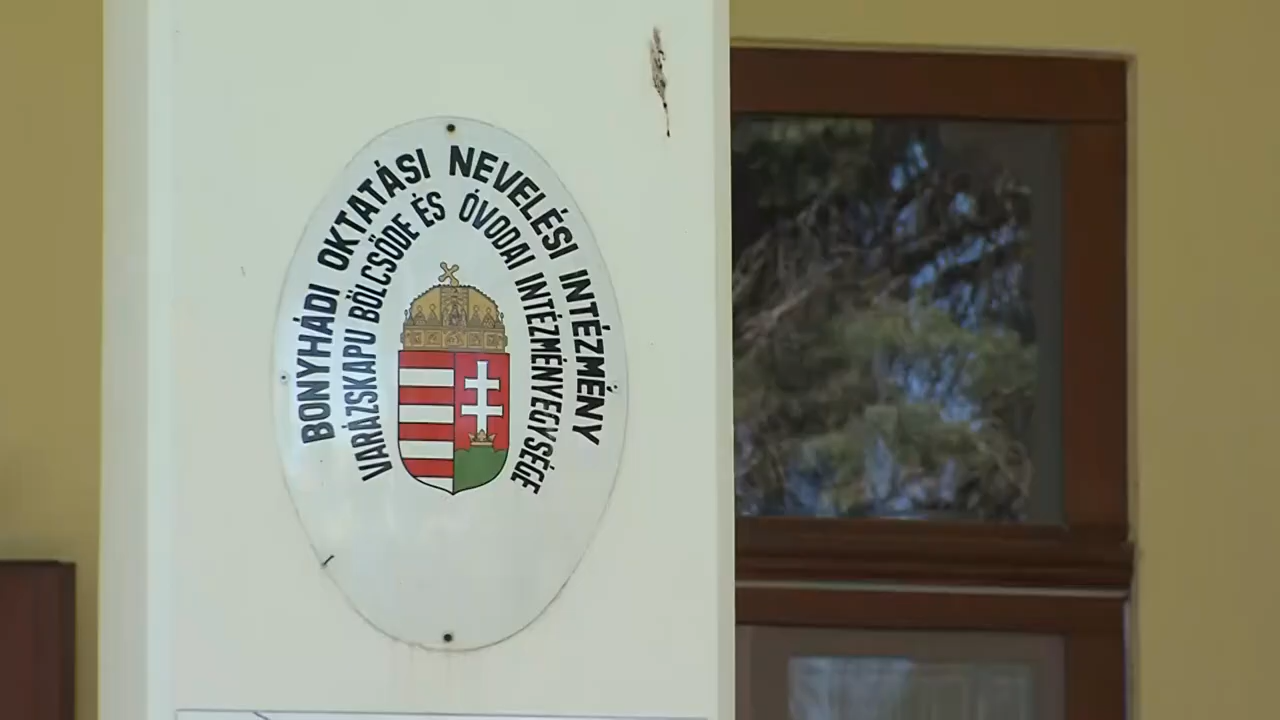 BONYHÁDI OKTATÁSI NEVELÉSI INTÉZMÉNY
VARÁZSKAPU BÖLCSŐDE ÉS ÓVODAI INTÉZMÉNYEGYSÉGE